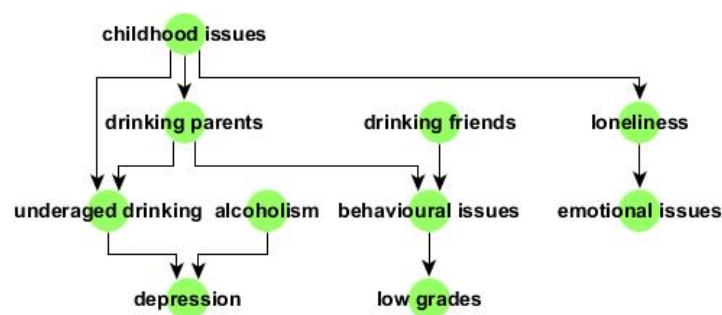 childhood issues
drinking parents
drinking friends
loneliness
underaged drinking
alcoholism
behavioural issues
emotional issues
depression
low grades